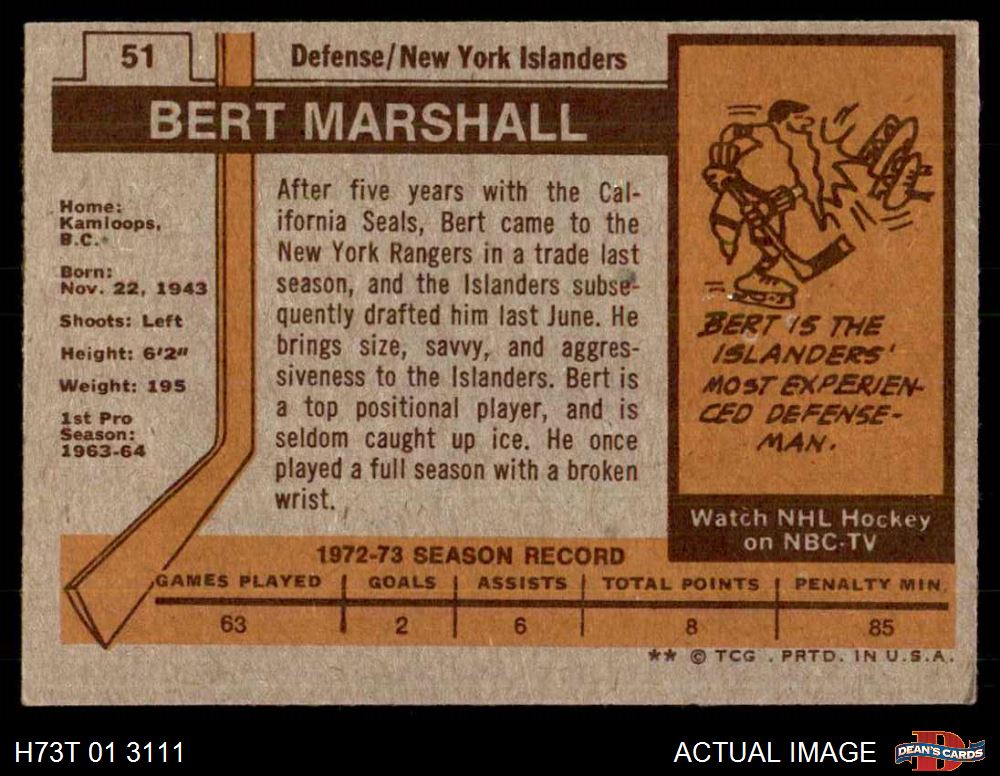 51
Defense/New York Islanders
BERT MARSHALL
Home:
Kamloops,
B.C.
Born:
Nov. 22, 1943
Shoots: Left
Height: 6'2"
Weight: 195
1st Pro
Season:
1963-64
After five years with the Cal-
ifornia Seals, Bert came to the
New York Rangers in a trade last
season, and the Islanders subse-
quently drafted him last June. He
brings size, savvy, and aggres-
siveness to the Islanders. Bert is
a top positional player, and is
seldom caught up ice. He once
played a full season with a broken
wrist.
BERT IS THE
ISLANDERS'
MOST EXPERIEN-
CED DEFENSE-
MAN.
Watch NHL Hockey
on NBC-TV
1972-73 SEASON RECORD
GAMES PLAYED GOALS ASSISTS TOTAL POINTS PENALTY MIN.
63 2 6 8 85
** © TCG . PRTD. IN U.S.A.
H73T 01 3111
ACTUAL IMAGE
D
DEAN'S CARDS